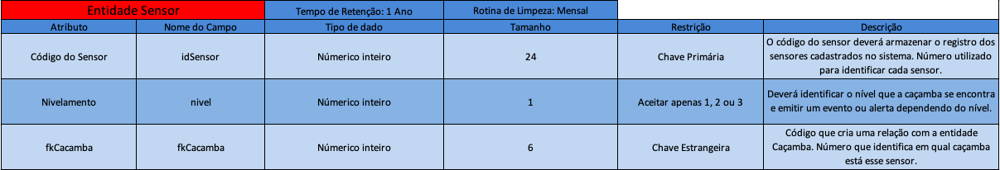 Entidade Sensor Tempo de Retenção: 1 Ano Rotina de Limpeza: Mensal
Atributo Nome do Campo Tipo de dado Tamanho Restrição Descrição
Código do Sensor idSensor Númerico inteiro 24 Chave Primária O código do sensor deverá armazenar o registro dos
sensores cadastrados no sistema. Número utilizado
para identificar cada sensor.
Nivelamento nivel Númerico inteiro 1 Aceitar apenas 1, 2 ou 3 Deverá identificar o nível que a caçamba se encontra
e emitir um evento ou alerta dependendo do nível.
fkCacamba fkCacamba Númerico inteiro 6 Chave Estrangeira Código que cria uma relação com a entidade
Caçamba. Número que identifica em qual caçamba
está esse sensor.